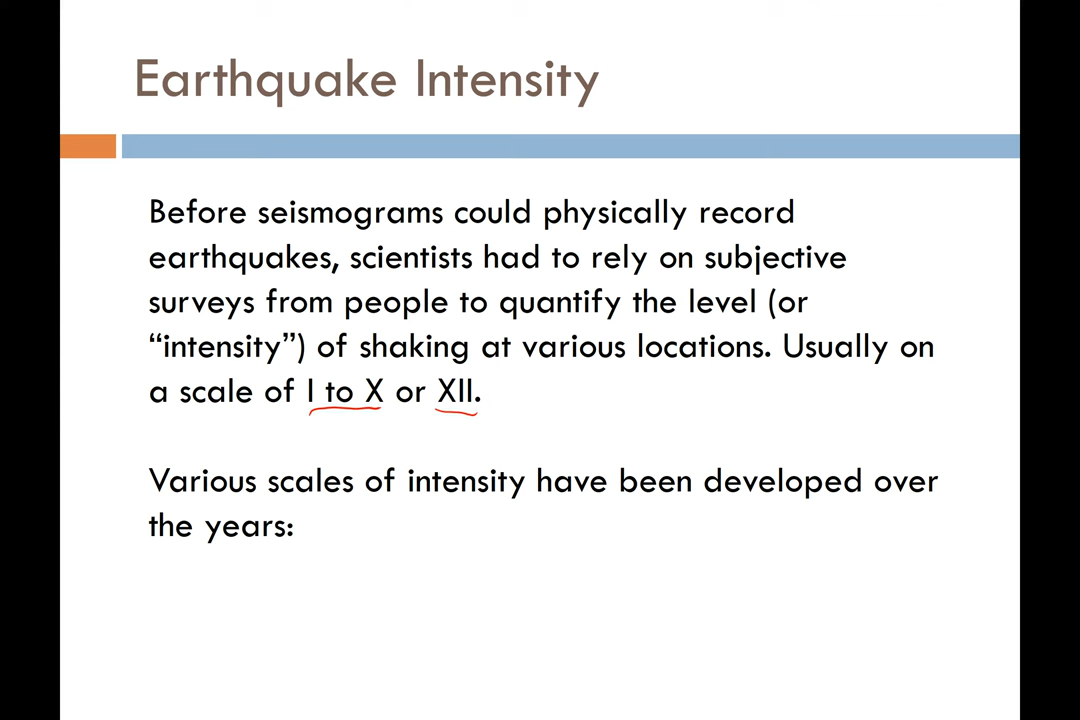 Earthquake Intensity
Before seismograms could physically record
earthquakes, scientists had to rely on subjective
surveys from people to quantify the level (or
“intensity”) of shaking at various locations. Usually on
a scale of I to X or XII.
Various scales of intensity have been developed over
the years: